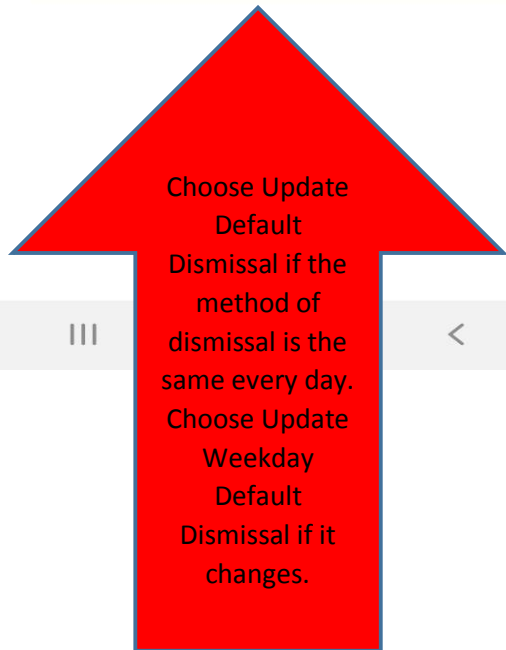 Choose Update
Default
Dismissal if the
method of
dismissal is the
same every day.
Choose Update
Weekday
Default
Dismissal if it
changes.